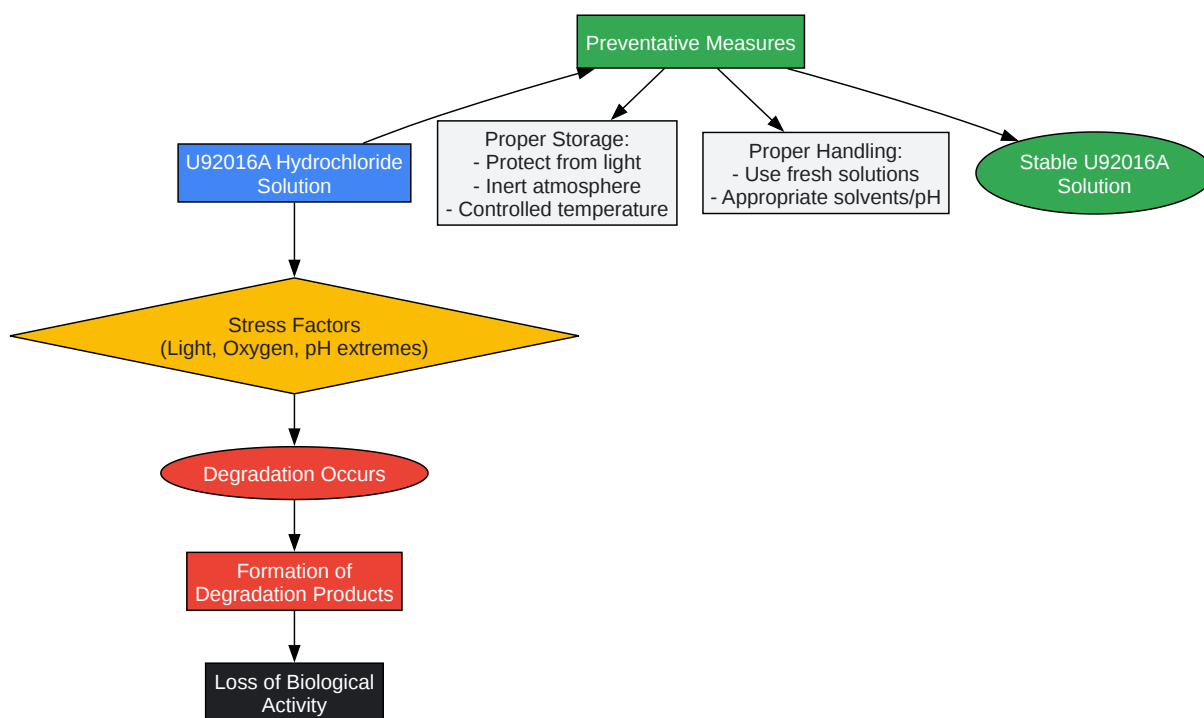 Preventative Measures
Proper Storage:
- Protect from light
- Inert atmosphere
- Controlled temperature
Proper Handling:
- Use fresh solutions
- Appropriate solvents/pH
Stable U92016A
Solution
U92016A Hydrochloride
Solution
Stress Factors
(Light, Oxygen, pH extremes)
Degradation Occurs
Formation of
Degradation Products
Loss of Biological
Activity